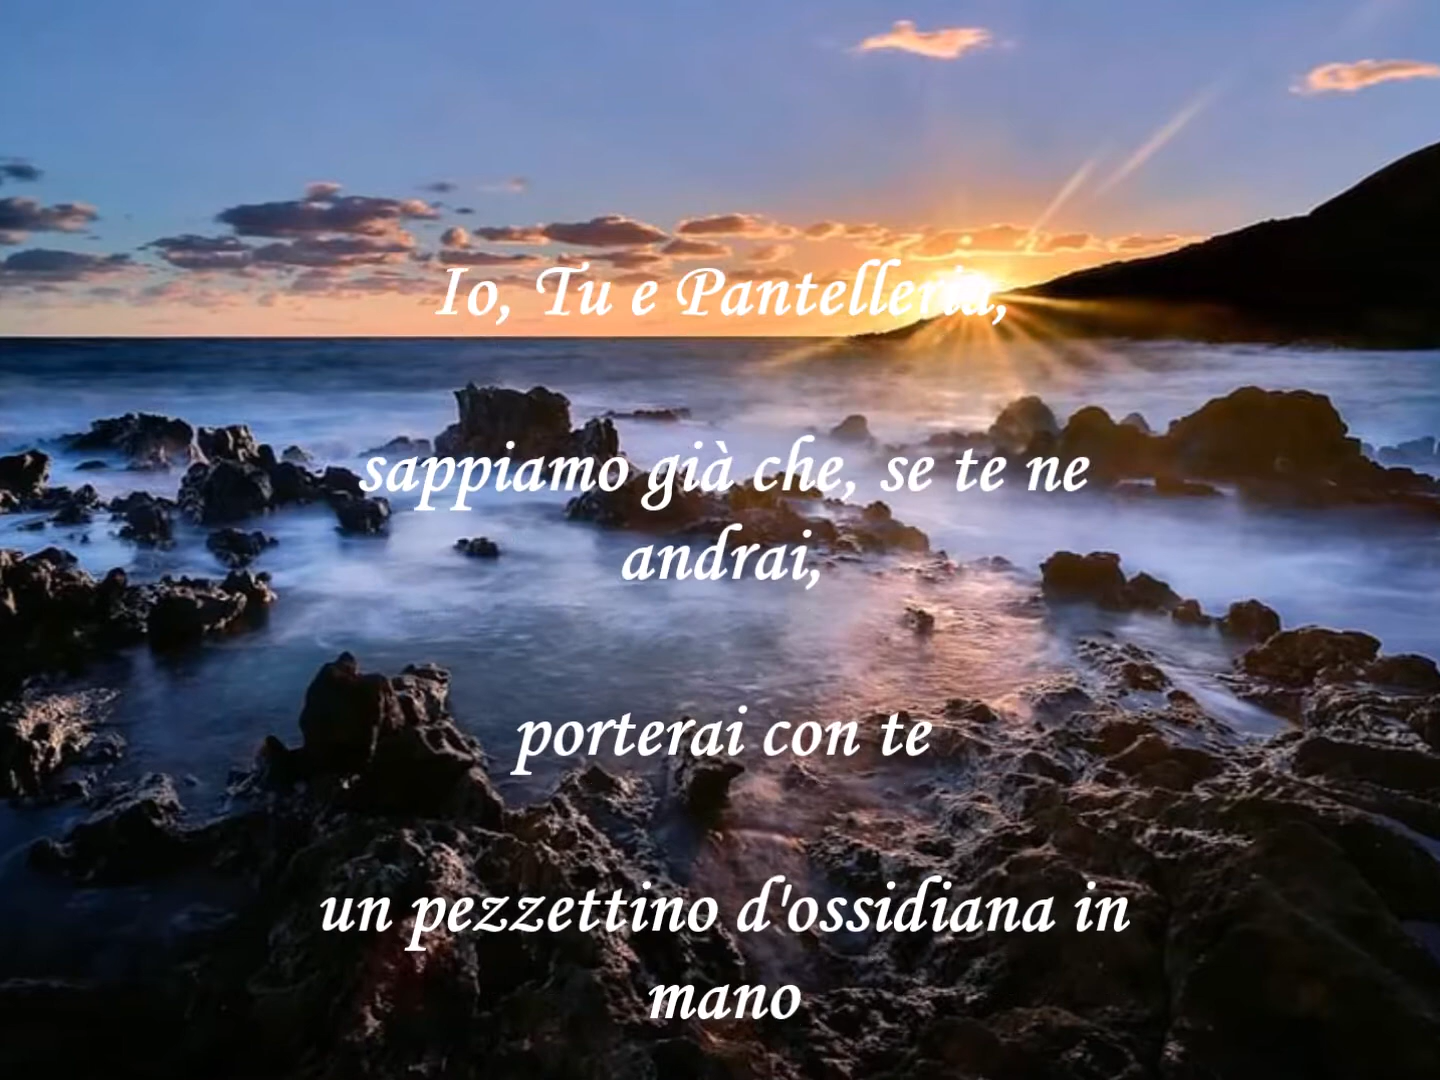 Io, Tu e Pantelleria,
sappiamo già che, se te ne
andrai,
porterai con te
un pezzettino d'ossidiana in
mano